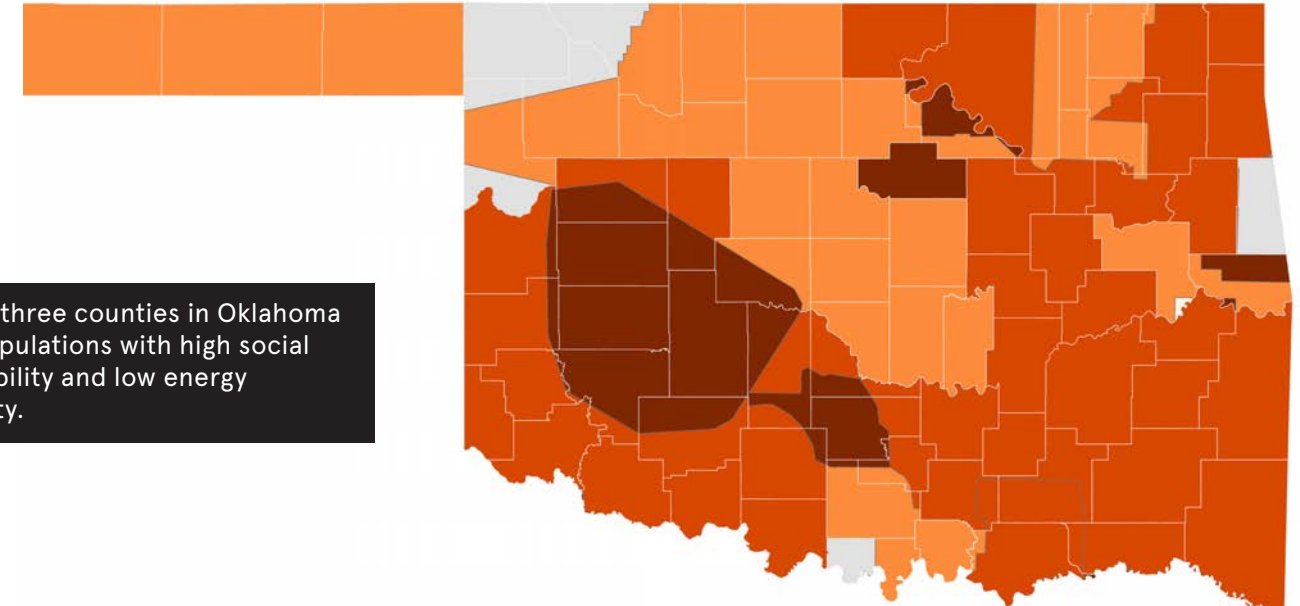 three counties in Oklahoma
pulations with high social
bility and low energy
ty.